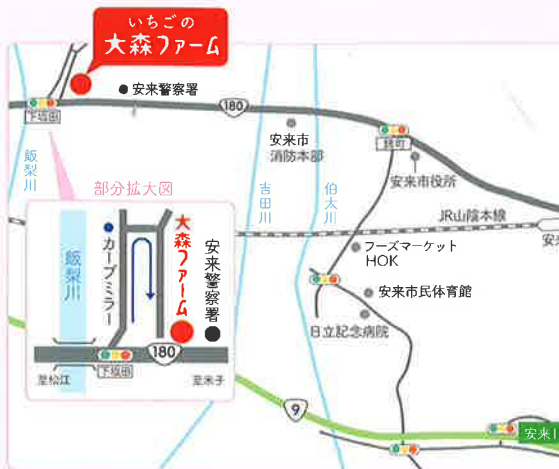 いちごの
大森ファーム
安来警察署
180
下坂田
安来市
消防本部
錦町
安来市役所
飯梨川
部分拡大図
吉田川
伯太川
JR山陰本線
安来
フーズマーケット
HOK
安来市民体育館
日立記念病院
飯梨川
カーブミラー
大森ファーム
安来警察署
180
下坂田
至松江
至米子
9
安来I